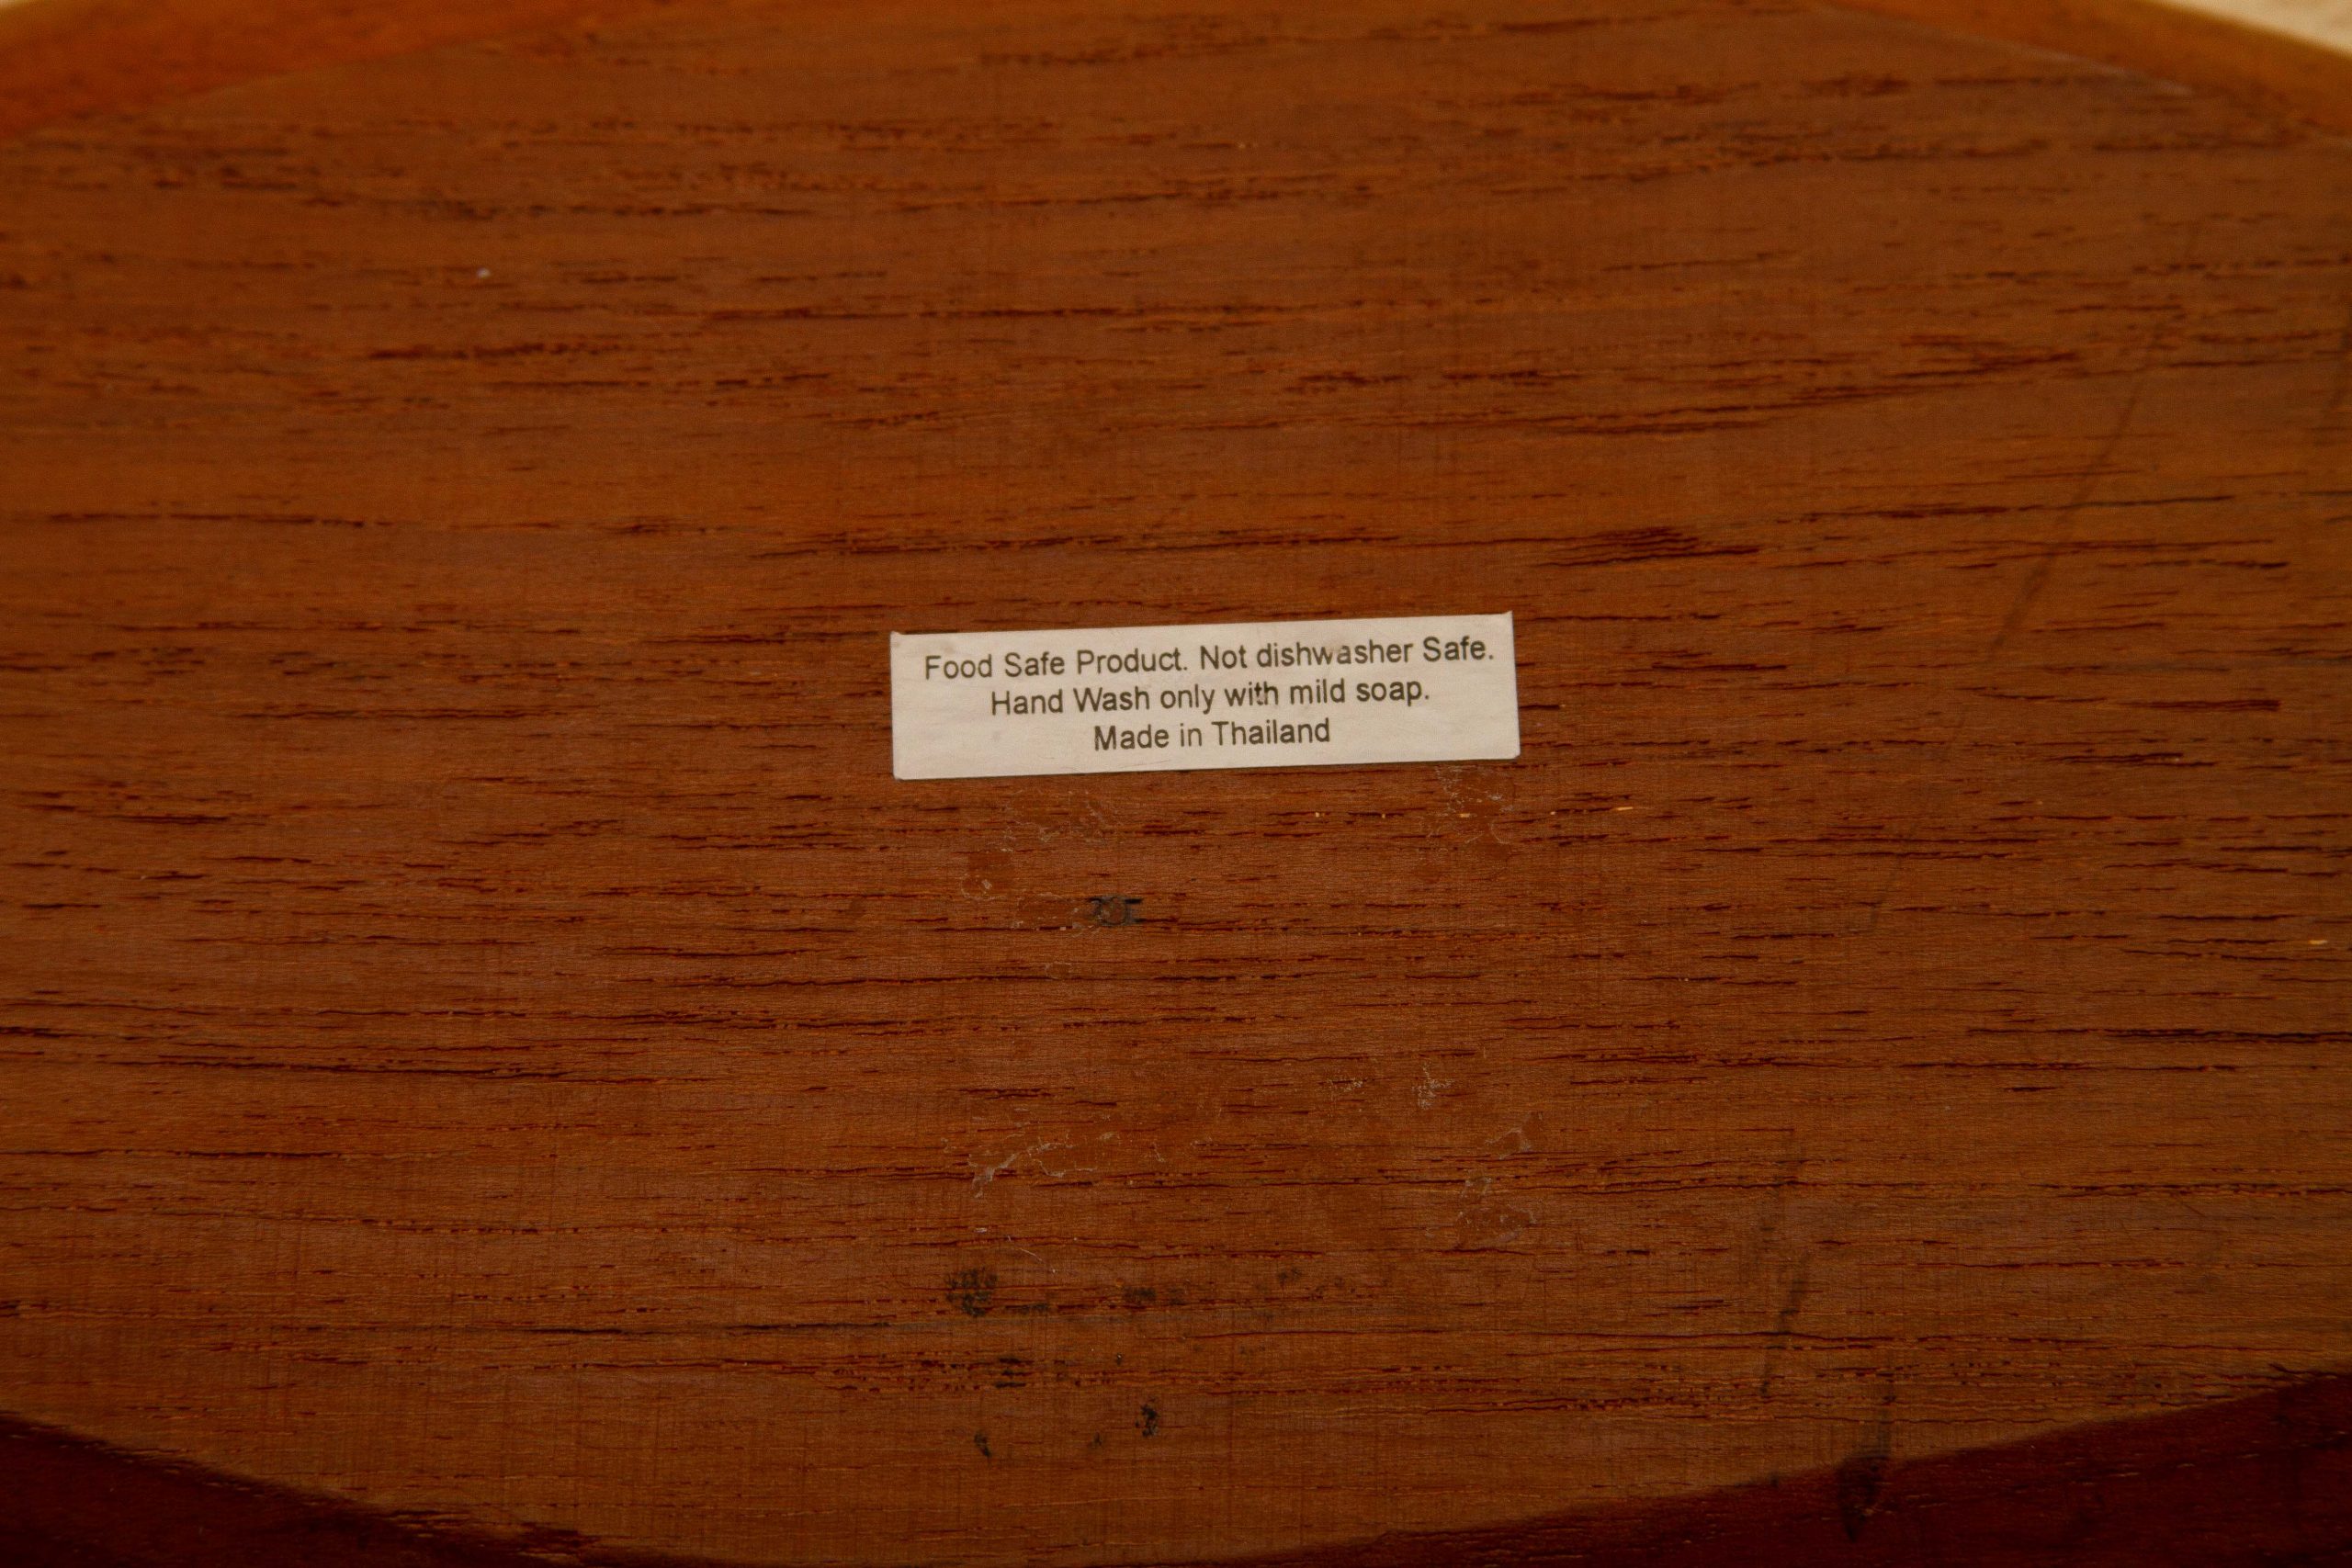 Food Safe Product. Not dishwasher Safe.
Hand Wash only with mild soap.
Made in Thailand